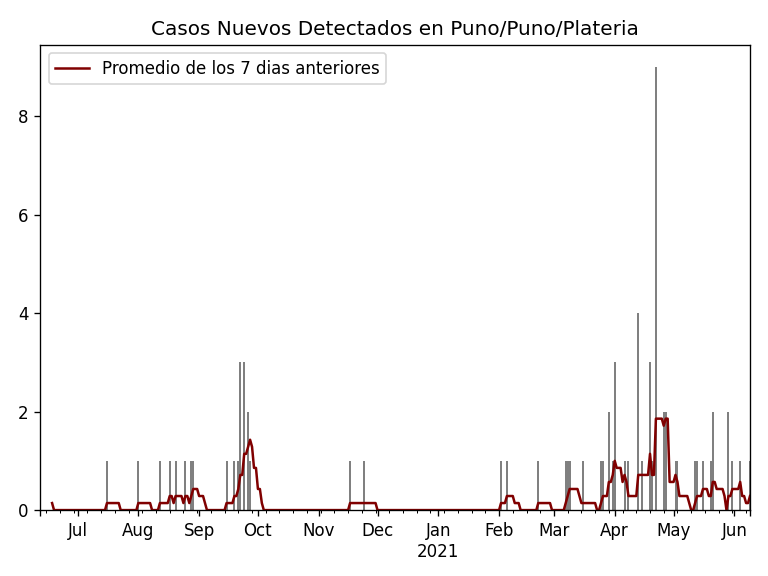 Casos Nuevos Detectados en Puno/Puno/Plateria
Promedio de los 7 dias anteriores
8
6
4
2
0
Jul Aug Sep Oct Nov Dec Jan Feb Mar Apr May Jun
2021